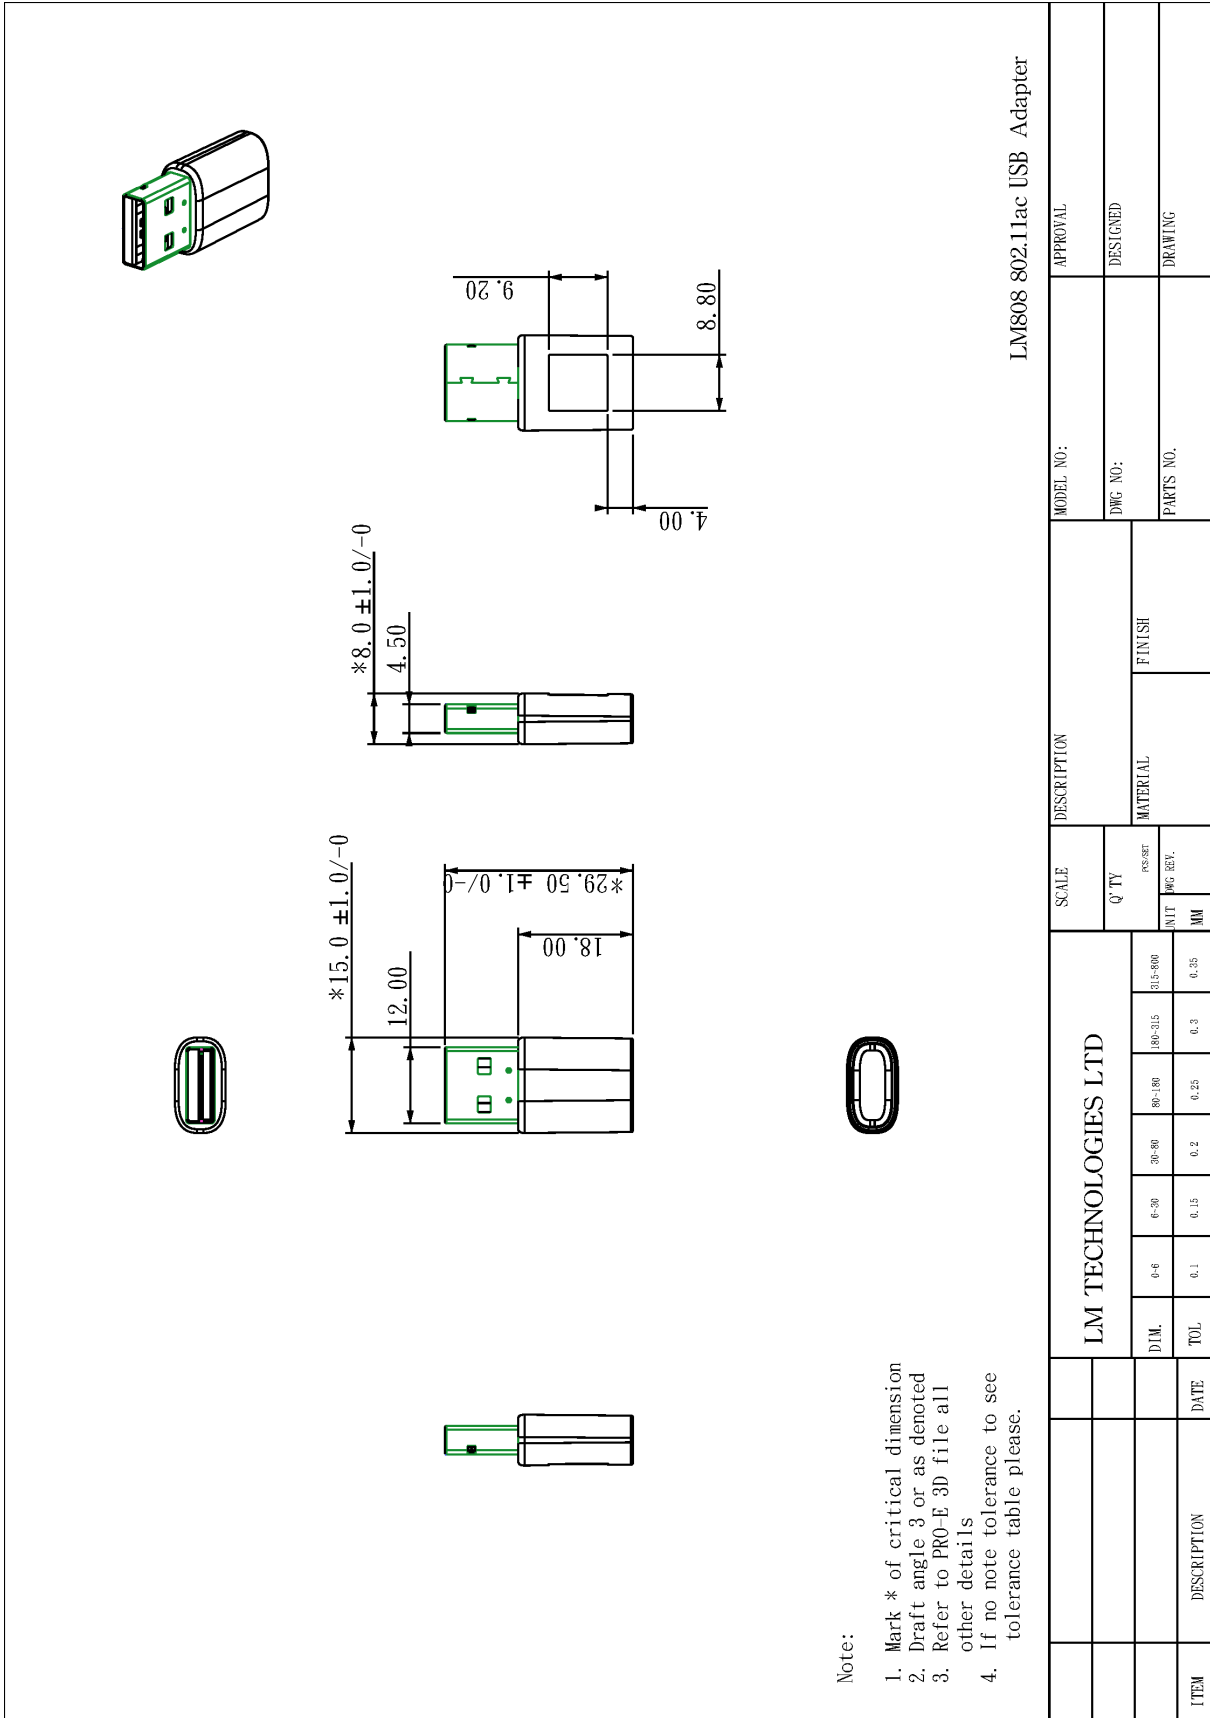 LM808 802.11ac USB Adapter
*15.0 ±1.0/-0
12.00
*29.50 ±1.0/-0
18.00
*8.0 ±1.0/-0
4.50
9.20
8.80
4.00
Note:
1. Mark * of critical dimension
2. Draft angle 3 or as denoted
3. Refer to PRO-E 3D file all
other details
4. If no note tolerance to see
tolerance table please.
ITEM
DESCRIPTION
DATE
LM TECHNOLOGIES LTD
DIM. 0-6 6-30 30-80 80-180 180-315 315-800
TOL 0.1 0.15 0.2 0.25 0.3 0.35
SCALE
Q'TY
PCS/SET
UNIT
MM
DWG REV.
DESCRIPTION
MATERIAL
FINISH
MODEL NO:
DWG NO:
PARTS NO.
APPROVAL
DESIGNED
DRAWING